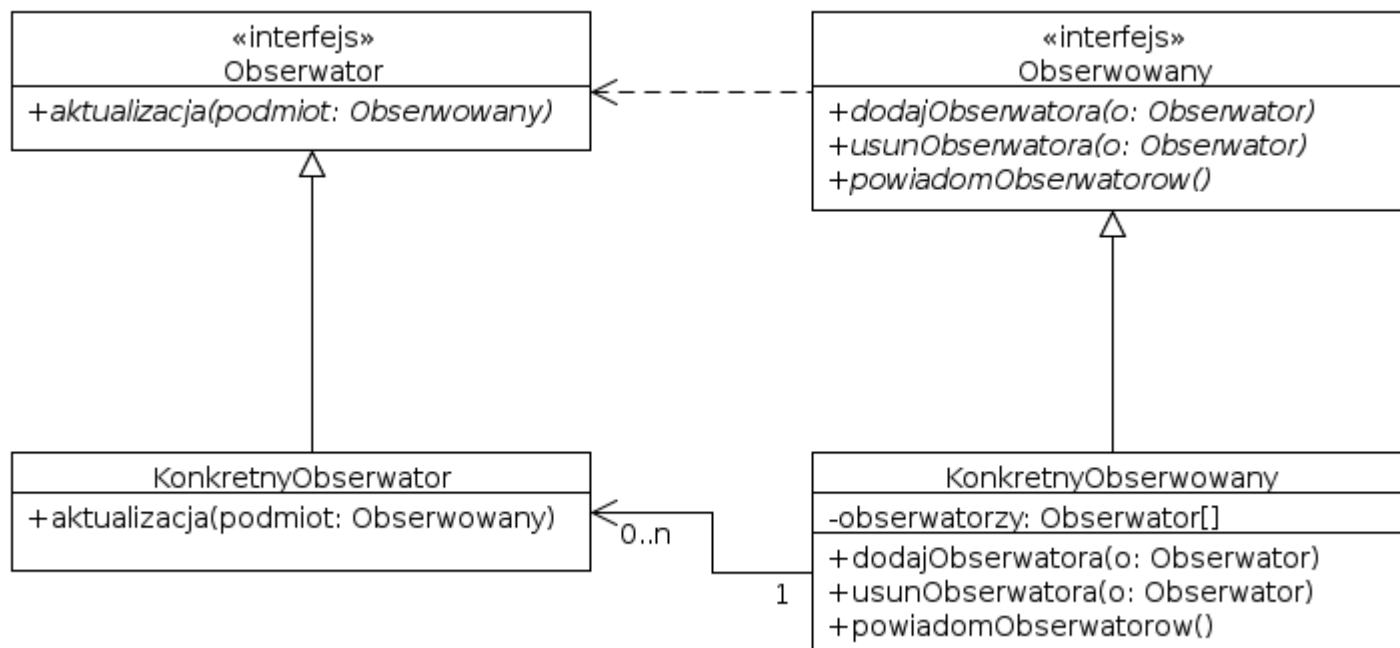 «interfejs»
Obserwator
+aktualizacja(podmiot: Obserwowany)
«interfejs»
Obserwowany
+dodajObserwatora(o: Obserwator)
+usunObserwatora(o: Obserwator)
+powiadomObserwatorow()
KonkretnyObserwator
+aktualizacja(podmiot: Obserwowany)
0..n
1
KonkretnyObserwowany
-obserwatorzy: Obserwator[]
+dodajObserwatora(o: Obserwator)
+usunObserwatora(o: Obserwator)
+powiadomObserwatorow()